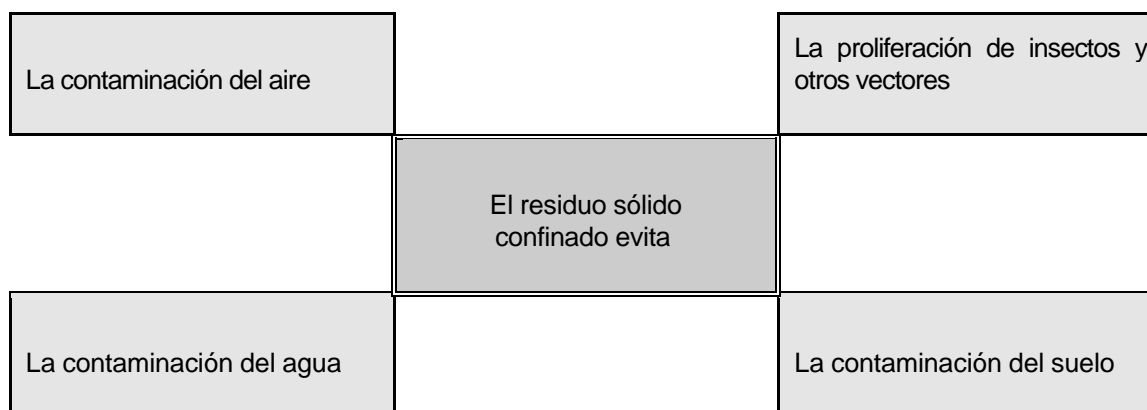 La contaminación del aire
La proliferación de insectos y
otros vectores
El residuo sólido
confinado evita
La contaminación del agua
La contaminación del suelo